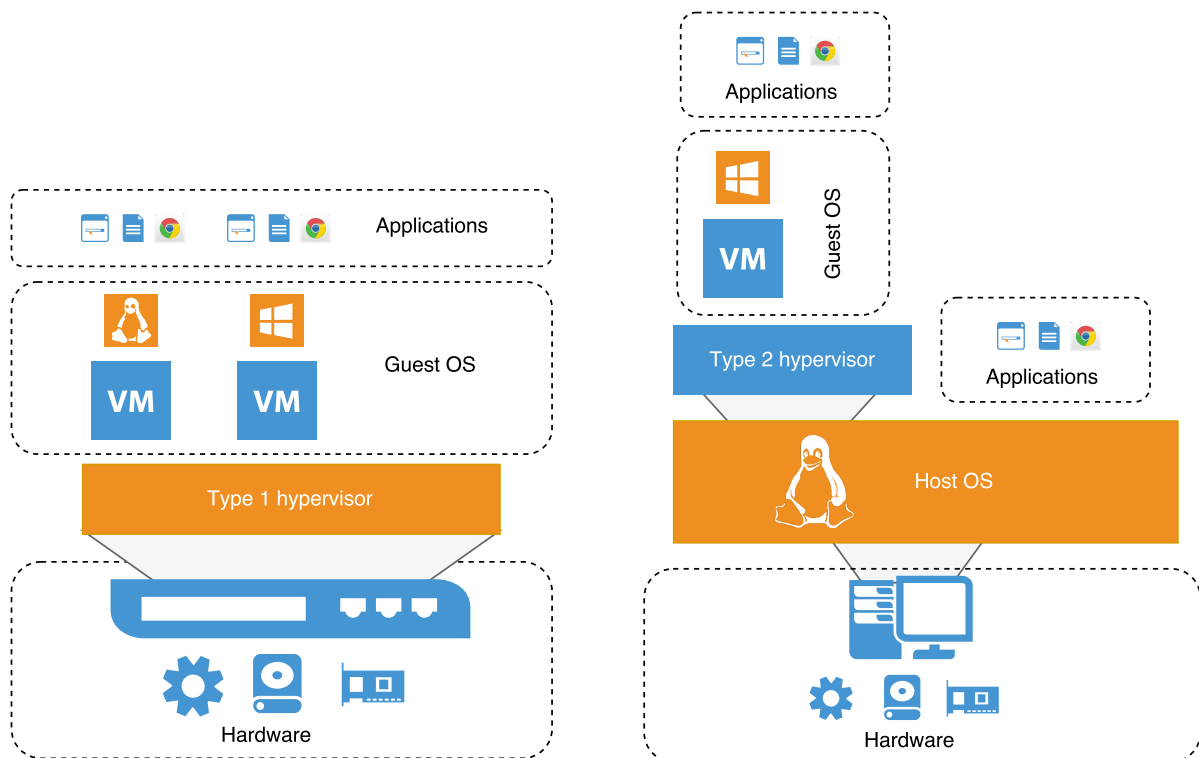 Applications
Guest OS
VM
VM
Type 1 hypervisor
Hardware
Applications
Guest OS
VM
Type 2 hypervisor
Applications
Host OS
Hardware